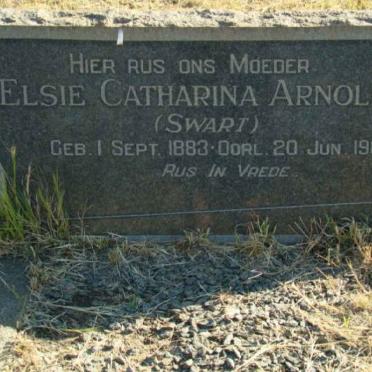 Hier rus ons Moeder
Elsie Catharina Arnol
(Swart)
Geb. 1 Sept. 1883 - Oorl. 20 Jun. 19
Rus In Vrede.